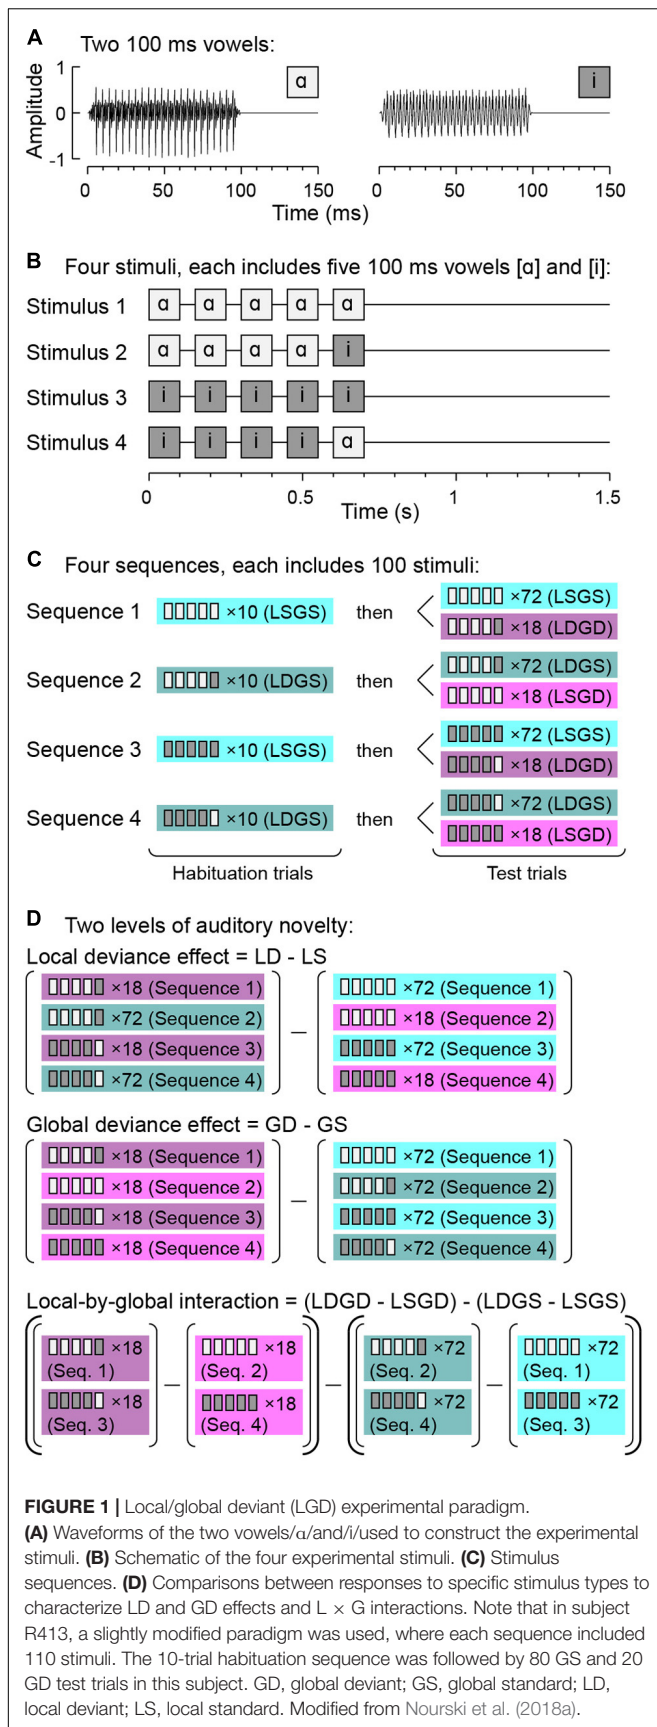 A Two 100 ms vowels:
Amplitude
1
0
-1
ɑ
i
0 50 100 150
0 50 100 150
Time (ms)
B Four stimuli, each includes five 100 ms vowels [ɑ] and [i]:
Stimulus 1 ɑ ɑ ɑ ɑ ɑ
Stimulus 2 ɑ ɑ ɑ ɑ i
Stimulus 3 i i i i i
Stimulus 4 i i i i ɑ
0 0.5 1 1.5
Time (s)
C Four sequences, each includes 100 stimuli:
Sequence 1 ×10 (LSGS) then ×72 (LSGS)
×18 (LDGD)
Sequence 2 ×10 (LDGS) then ×72 (LDGS)
×18 (LSGD)
Sequence 3 ×10 (LSGS) then ×72 (LSGS)
×18 (LDGD)
Sequence 4 ×10 (LDGS) then ×72 (LDGS)
×18 (LSGD)
Habituation trials Test trials
D Two levels of auditory novelty:
Local deviance effect = LD - LS
×18 (Sequence 1) ×72 (Sequence 1)
×72 (Sequence 2) — ×18 (Sequence 2)
×18 (Sequence 3) ×72 (Sequence 3)
×72 (Sequence 4) ×18 (Sequence 4)
Global deviance effect = GD - GS
×18 (Sequence 1) ×72 (Sequence 1)
×18 (Sequence 2) — ×72 (Sequence 2)
×18 (Sequence 3) ×72 (Sequence 3)
×18 (Sequence 4) ×72 (Sequence 4)
Local-by-global interaction = (LDGD - LSGD) - (LDGS - LSGS)
×18 ×18 ×72 ×72
(Seq. 1) (Seq. 2) (Seq. 2) (Seq. 1)
×18 ×18 ×72 ×72
(Seq. 3) (Seq. 4) (Seq. 4) (Seq. 3)
FIGURE 1 | Local/global deviant (LGD) experimental paradigm.
(A) Waveforms of the two vowels/ɑ/and/i/used to construct the experimental
stimuli. (B) Schematic of the four experimental stimuli. (C) Stimulus
sequences. (D) Comparisons between responses to specific stimulus types to
characterize LD and GD effects and L × G interactions. Note that in subject
R413, a slightly modified paradigm was used, where each sequence included
110 stimuli. The 10-trial habituation sequence was followed by 80 GS and 20
GD test trials in this subject. GD, global deviant; GS, global standard; LD,
local deviant; LS, local standard. Modified from Nourski et al. (2018a).